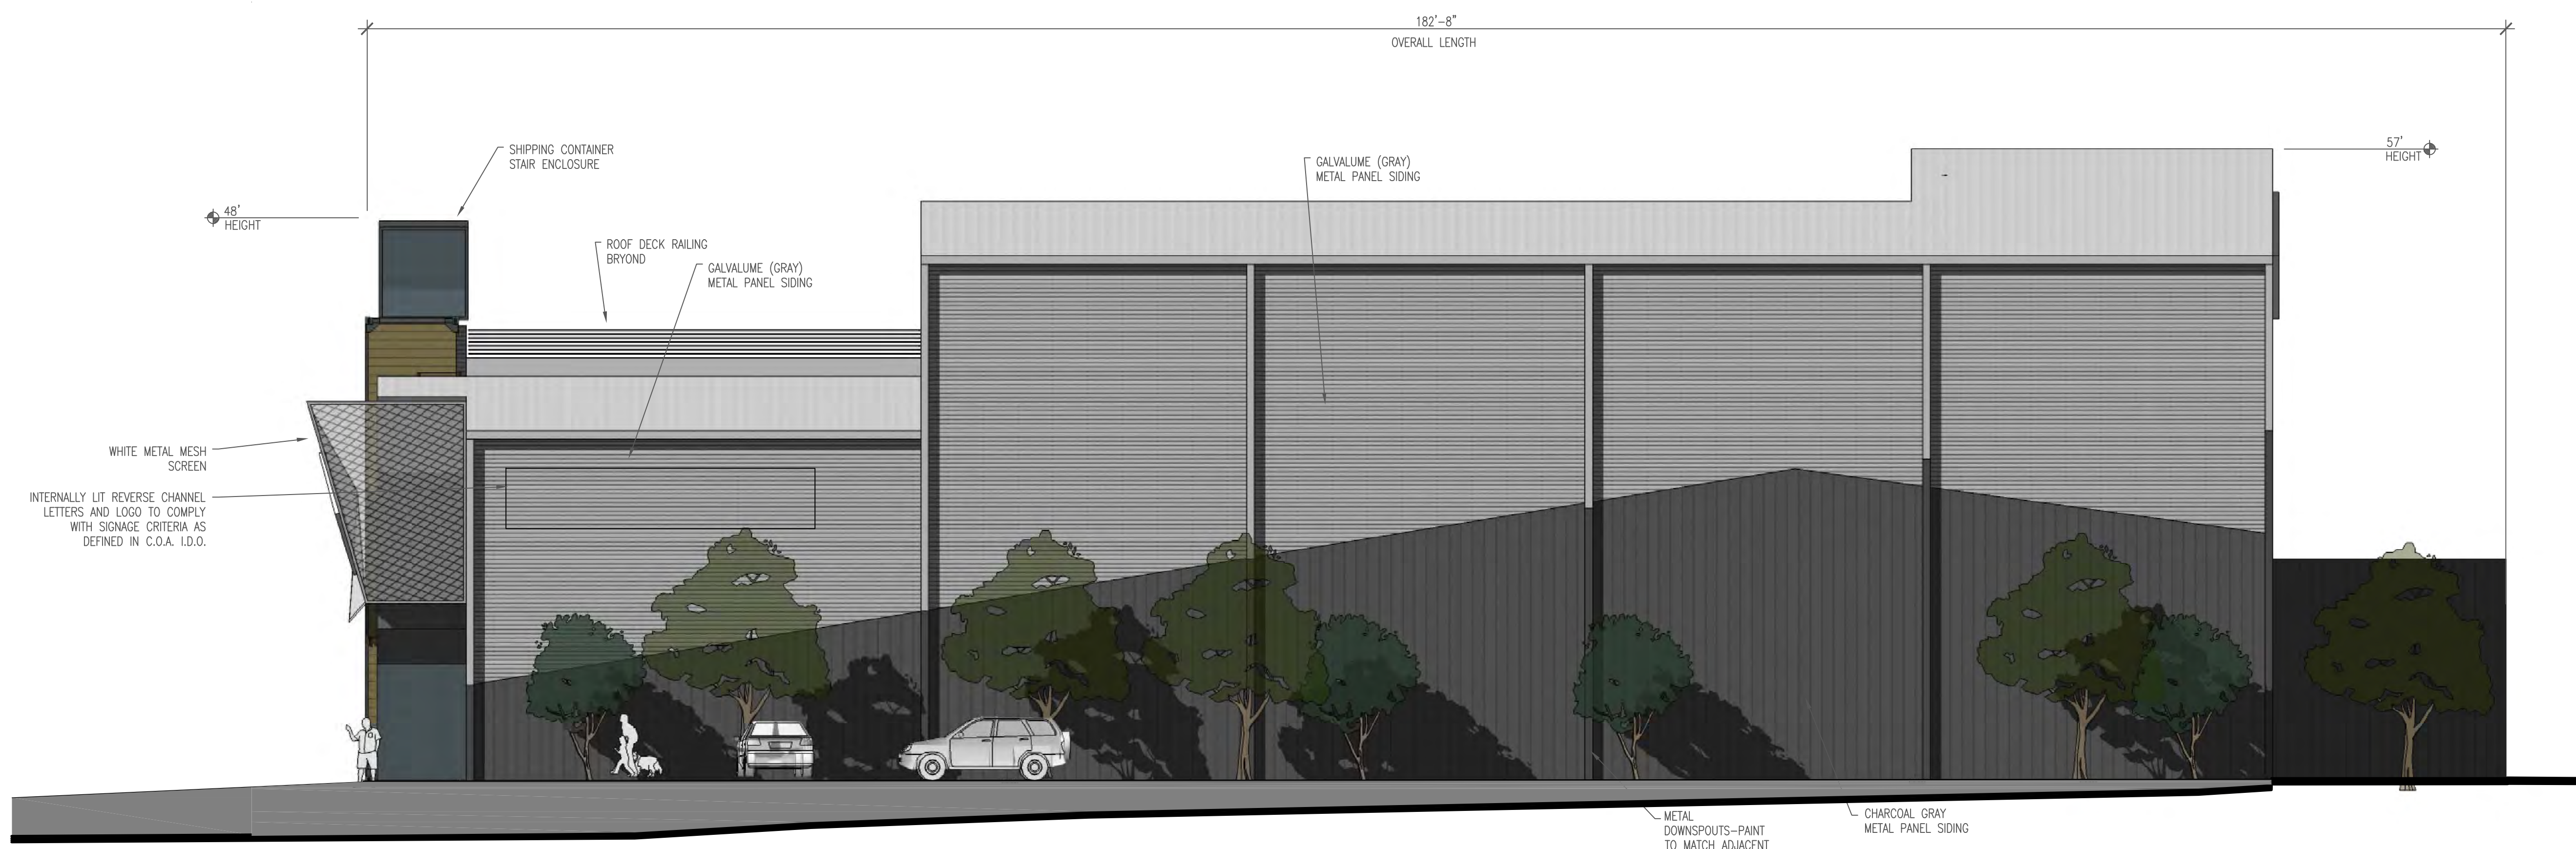 182'-8"
OVERALL LENGTH
SHIPPING CONTAINER
STAIR ENCLOSURE
57'
HEIGHT
GALVALUME (GRAY)
METAL PANEL SIDING
48'
HEIGHT
ROOF DECK RAILING
BRYOND
GALVALUME (GRAY)
METAL PANEL SIDING
WHITE METAL MESH
SCREEN
INTERNALLY LIT REVERSE CHANNEL
LETTERS AND LOGO TO COMPLY
WITH SIGNAGE CRITERIA AS
DEFINED IN C.O.A. I.D.O.
METAL
DOWNSPOUTS-PAINT
TO MATCH ADJACENT
CHARCOAL GRAY
METAL PANEL SIDING